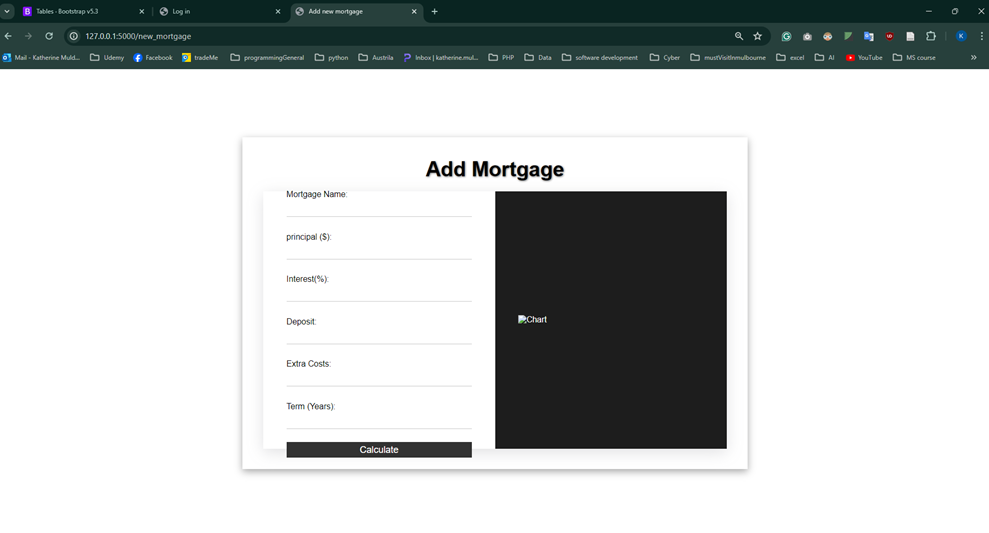 Tables - Bootstrap v5.3
Log in
Add new mortgage
127.0.0.1:5000/new_mortgage
Mail - Katherine Muld...
Udemy
Facebook
tradeMe
programmingGeneral
python
Austrila
Inbox | katherine.mul...
PHP
Data
software development
Cyber
mustVisitInmulbourne
excel
AI
YouTube
MS course
Add Mortgage
Mortgage Name:
principal ($):
Interest(%):
Deposit:
Extra Costs:
Term (Years):
Calculate
Chart